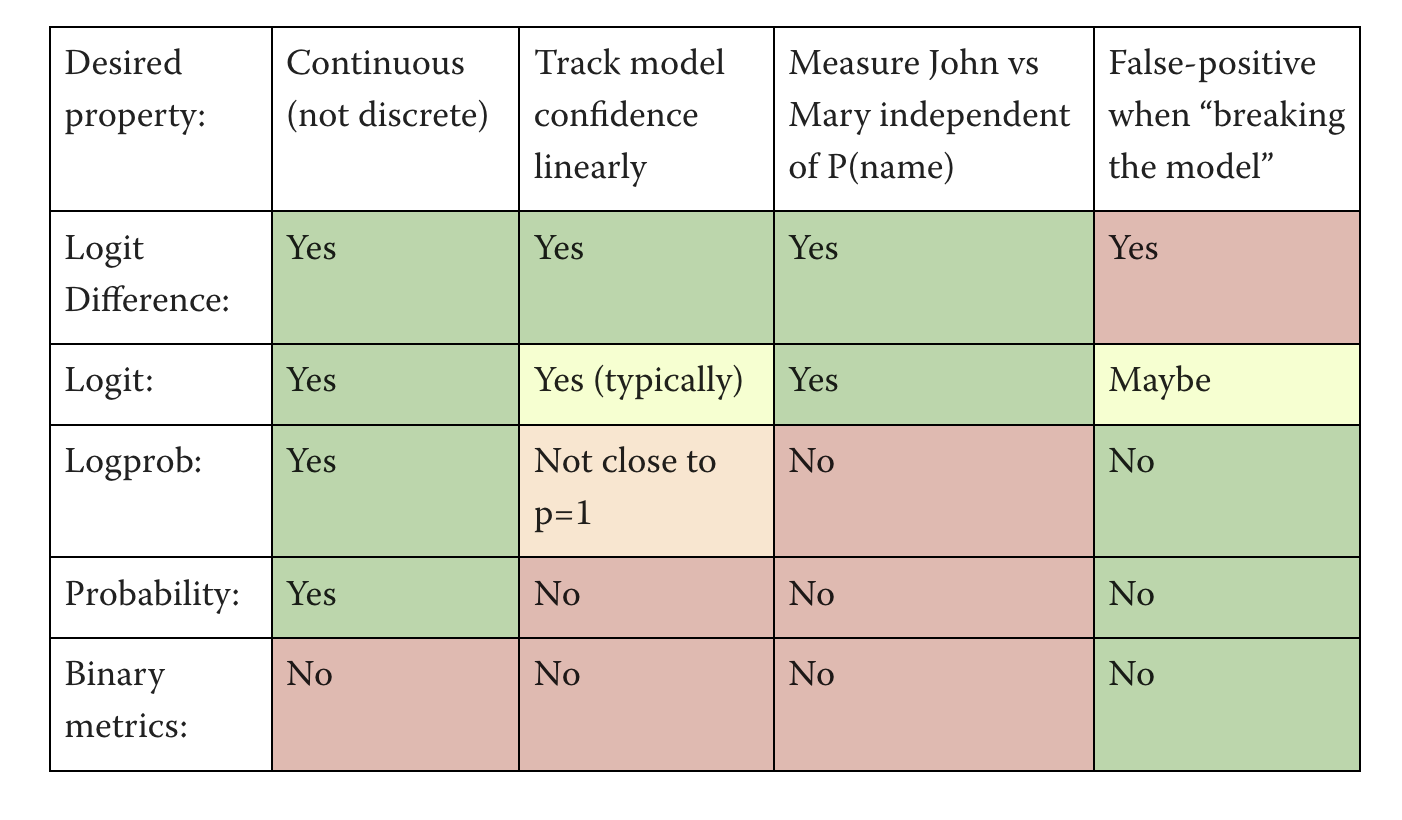 Desired
property:
Continuous
(not discrete)
Track model
confidence
linearly
Measure John vs
Mary independent
of P(name)
False-positive
when “breaking
the model”
Logit
Difference:
Yes
Yes
Yes
Yes
Logit:
Yes
Yes (typically)
Yes
Maybe
Logprob:
Yes
Not close to
p=1
No
No
Probability:
Yes
No
No
No
Binary
metrics:
No
No
No
No